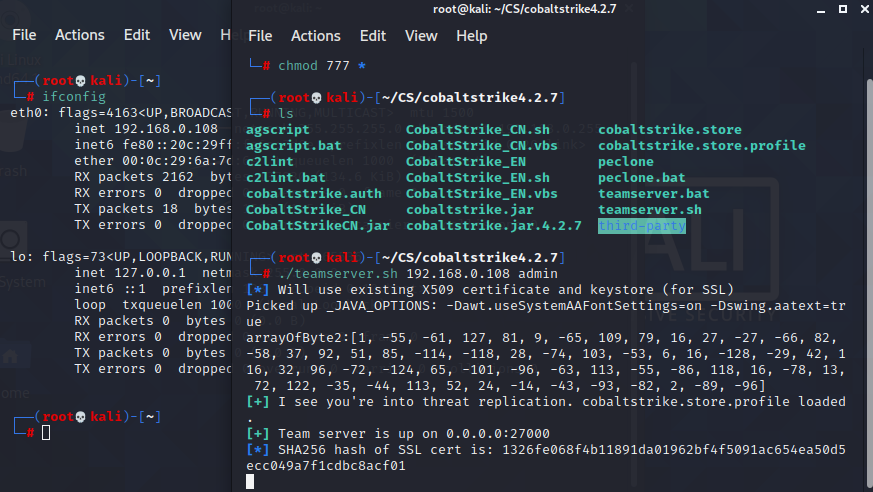 File Actions Edit View H
┌──(root💀kali)-[~]
└─# ifconfig
eth0: flags=4163<UP,BROADCAST
inet 192.168.0.108
inet6 fe80::20c:29ff
ether 00:0c:29:6a:7c
RX packets 2162 bytes
RX errors 0 dropped
TX packets 18 bytes
TX errors 0 dropped
lo: flags=73<UP,LOOPBACK,RUN
inet 127.0.0.1 netm
inet6 ::1 prefixlen
loop txqueuelen 100
RX packets 0 bytes
RX errors 0 dropped
TX packets 0 bytes
TX errors 0 dropped
┌──(root💀kali)-[~]
└─#
root@kali: ~/CS/cobaltstrike4.2.7
File Actions Edit View Help
└─# chmod 777 *
┌──(root💀kali)-[~/CS/cobaltstrike4.2.7]
└─# ls
agscript CobaltStrike_CN.sh cobaltstrike.store
agscript.bat CobaltStrike_CN.vbs cobaltstrike.store.profile
c2lint CobaltStrike_EN peclone
c2lint.bat CobaltStrike_EN.sh peclone.bat
cobaltstrike.auth CobaltStrike_EN.vbs teamserver.bat
CobaltStrike_CN cobaltstrike.jar teamserver.sh
CobaltStrikeCN.jar cobaltstrike.jar.4.2.7 third-party
┌──(root💀kali)-[~/CS/cobaltstrike4.2.7]
└─# ./teamserver.sh 192.168.0.108 admin
[*] Will use existing X509 certificate and keystore (for SSL)
Picked up _JAVA_OPTIONS: -Dawt.useSystemAAFontSettings=on -Dswing.aatext=tr
ue
arrayOfByte2:[1, -55, -61, 127, 81, 9, -65, 109, 79, 16, 27, -27, -66, 82,
-58, 37, 92, 51, 85, -114, -118, 28, -74, 103, -53, 6, 16, -128, -29, 42, 1
16, 32, 96, -72, -124, 65, -101, -96, -63, 113, -55, -86, 118, 16, -78, 13,
72, 122, -35, -44, 113, 52, 24, -14, -43, -93, -82, 2, -89, -96]
[+] I see you're into threat replication. cobaltstrike.store.profile loaded
.
[+] Team server is up on 0.0.0.0:27000
[*] SHA256 hash of SSL cert is: 1326fe068f4b11891da01962bf4f5091ac654ea50d5
ecc049a7f1cdbc8acf01